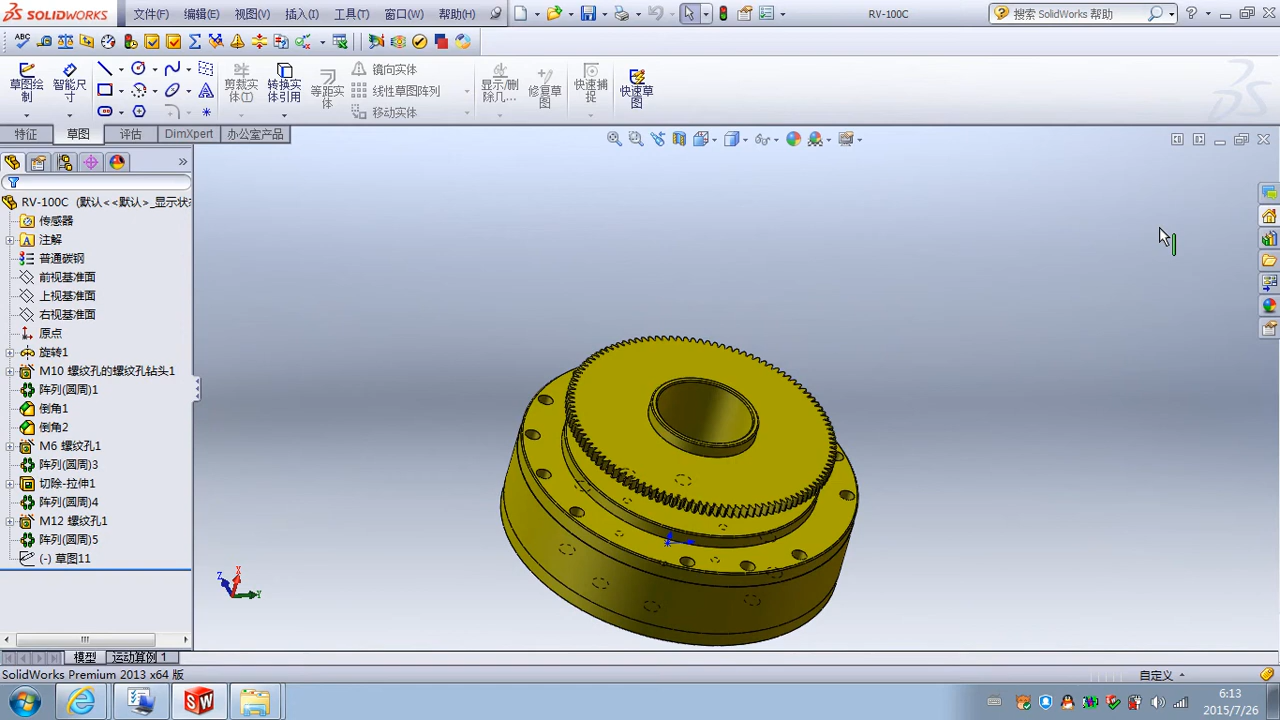 SOLIDWORKS 文件(F) 编辑(E) 视图(V) 插入(I) 工具(T) 窗口(W) 帮助(H) RV-100C 搜索 SolidWorks 帮助
草图绘制
智能尺寸
剪裁实体(T)
转换实体引用
等距实体
镜向实体
线性草图阵列
移动实体
显示/删除几...
修复草图
快速捕捉
快速草图
特征 草图 评估 DimXpert 办公室产品
RV-100C (默认<<默认>_显示状
传感器
注解
普通碳钢
前视基准面
上视基准面
右视基准面
原点
旋转1
M10 螺纹孔的螺纹孔钻头1
阵列(圆周)1
倒角1
倒角2
M6 螺纹孔1
阵列(圆周)3
切除-拉伸1
阵列(圆周)4
M12 螺纹孔1
阵列(圆周)5
(-) 草图11
X
Z
Y
模型 运动算例 1
SolidWorks Premium 2013 x64 版 自定义
6:13
2015/7/26